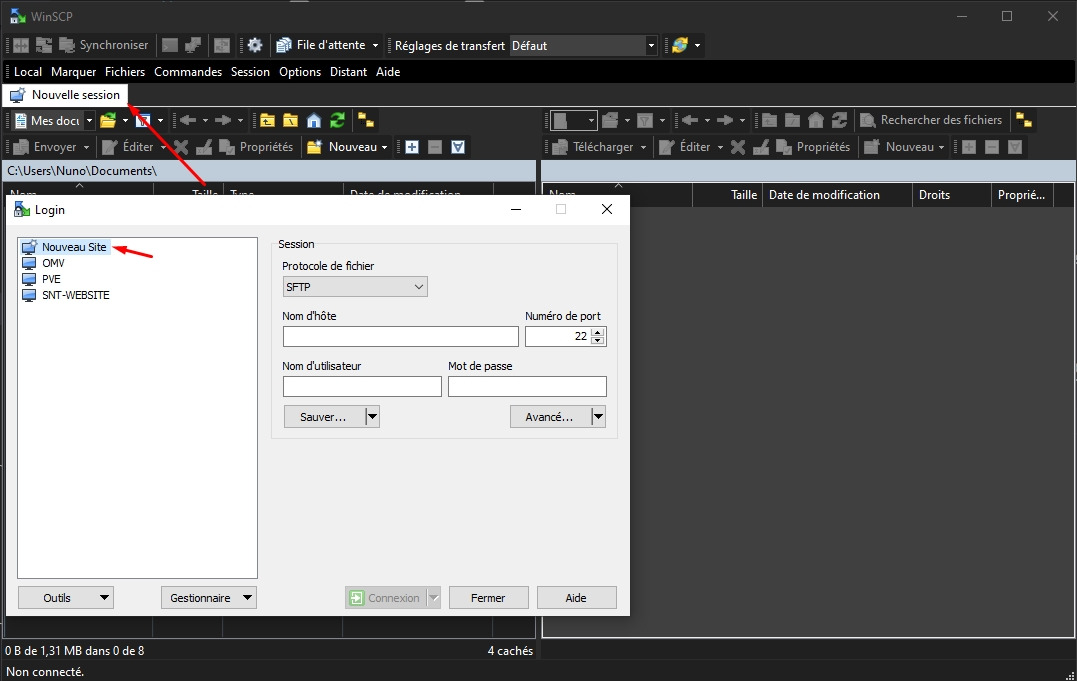 WinSCP
Synchroniser File d'attente Réglages de transfert Défaut
Local Marquer Fichiers Commandes Session Options Distant Aide
Nouvelle session
Mes docu Rechercher des fichiers
Envoyer Éditer Propriétés Nouveau Télécharger Éditer Propriétés Nouveau
C:\Users\Nuno\Documents\
Nom Taille Type Date de modification Nom Taille Date de modification Droits Proprié...
Login
Nouveau Site
OMV
PVE
SNT-WEBSITE
Session
Protocole de fichier
SFTP
Nom d'hôte Numéro de port
22
Nom d'utilisateur Mot de passe
Sauver... Avancé...
Outils Gestionnaire Connexion Fermer Aide
0 B de 1,31 MB dans 0 de 8 4 cachés
Non connecté.